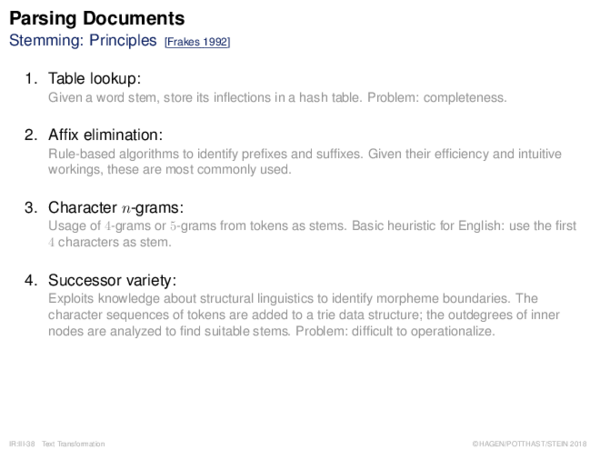 Parsing Documents
Stemming: Principles [Frakes 1992]
1. Table lookup:
Given a word stem, store its inflections in a hash table. Problem: completeness.
2. Affix elimination:
Rule-based algorithms to identify prefixes and suffixes. Given their efficiency and intuitive
workings, these are most commonly used.
3. Character n-grams:
Usage of 4-grams or 5-grams from tokens as stems. Basic heuristic for English: use the first
4 characters as stem.
4. Successor variety:
Exploits knowledge about structural linguistics to identify morpheme boundaries. The
character sequences of tokens are added to a trie data structure; the outdegrees of inner
nodes are analyzed to find suitable stems. Problem: difficult to operationalize.
IR:III-38 Text Transformation ©HAGEN/POTTHAST/STEIN 2018